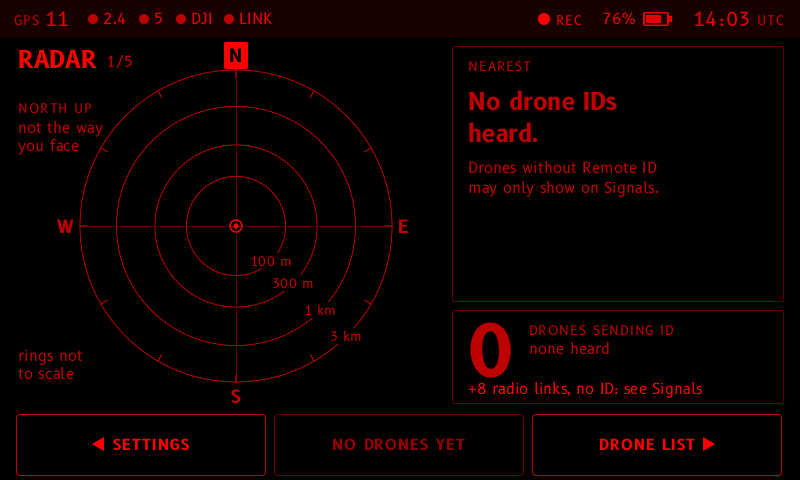 GPS 11 2.4 5 DJI LINK REC 76% 14:03 UTC
RADAR 1/5
N
NORTH UP
not the way
you face
W
E
100 m
300 m
1 km
3 km
rings not
to scale
S
NEAREST
No drone IDs
heard.
Drones without Remote ID
may only show on Signals.
0
DRONES SENDING ID
none heard
+8 radio links, no ID: see Signals
SETTINGS
NO DRONES YET
DRONE LIST